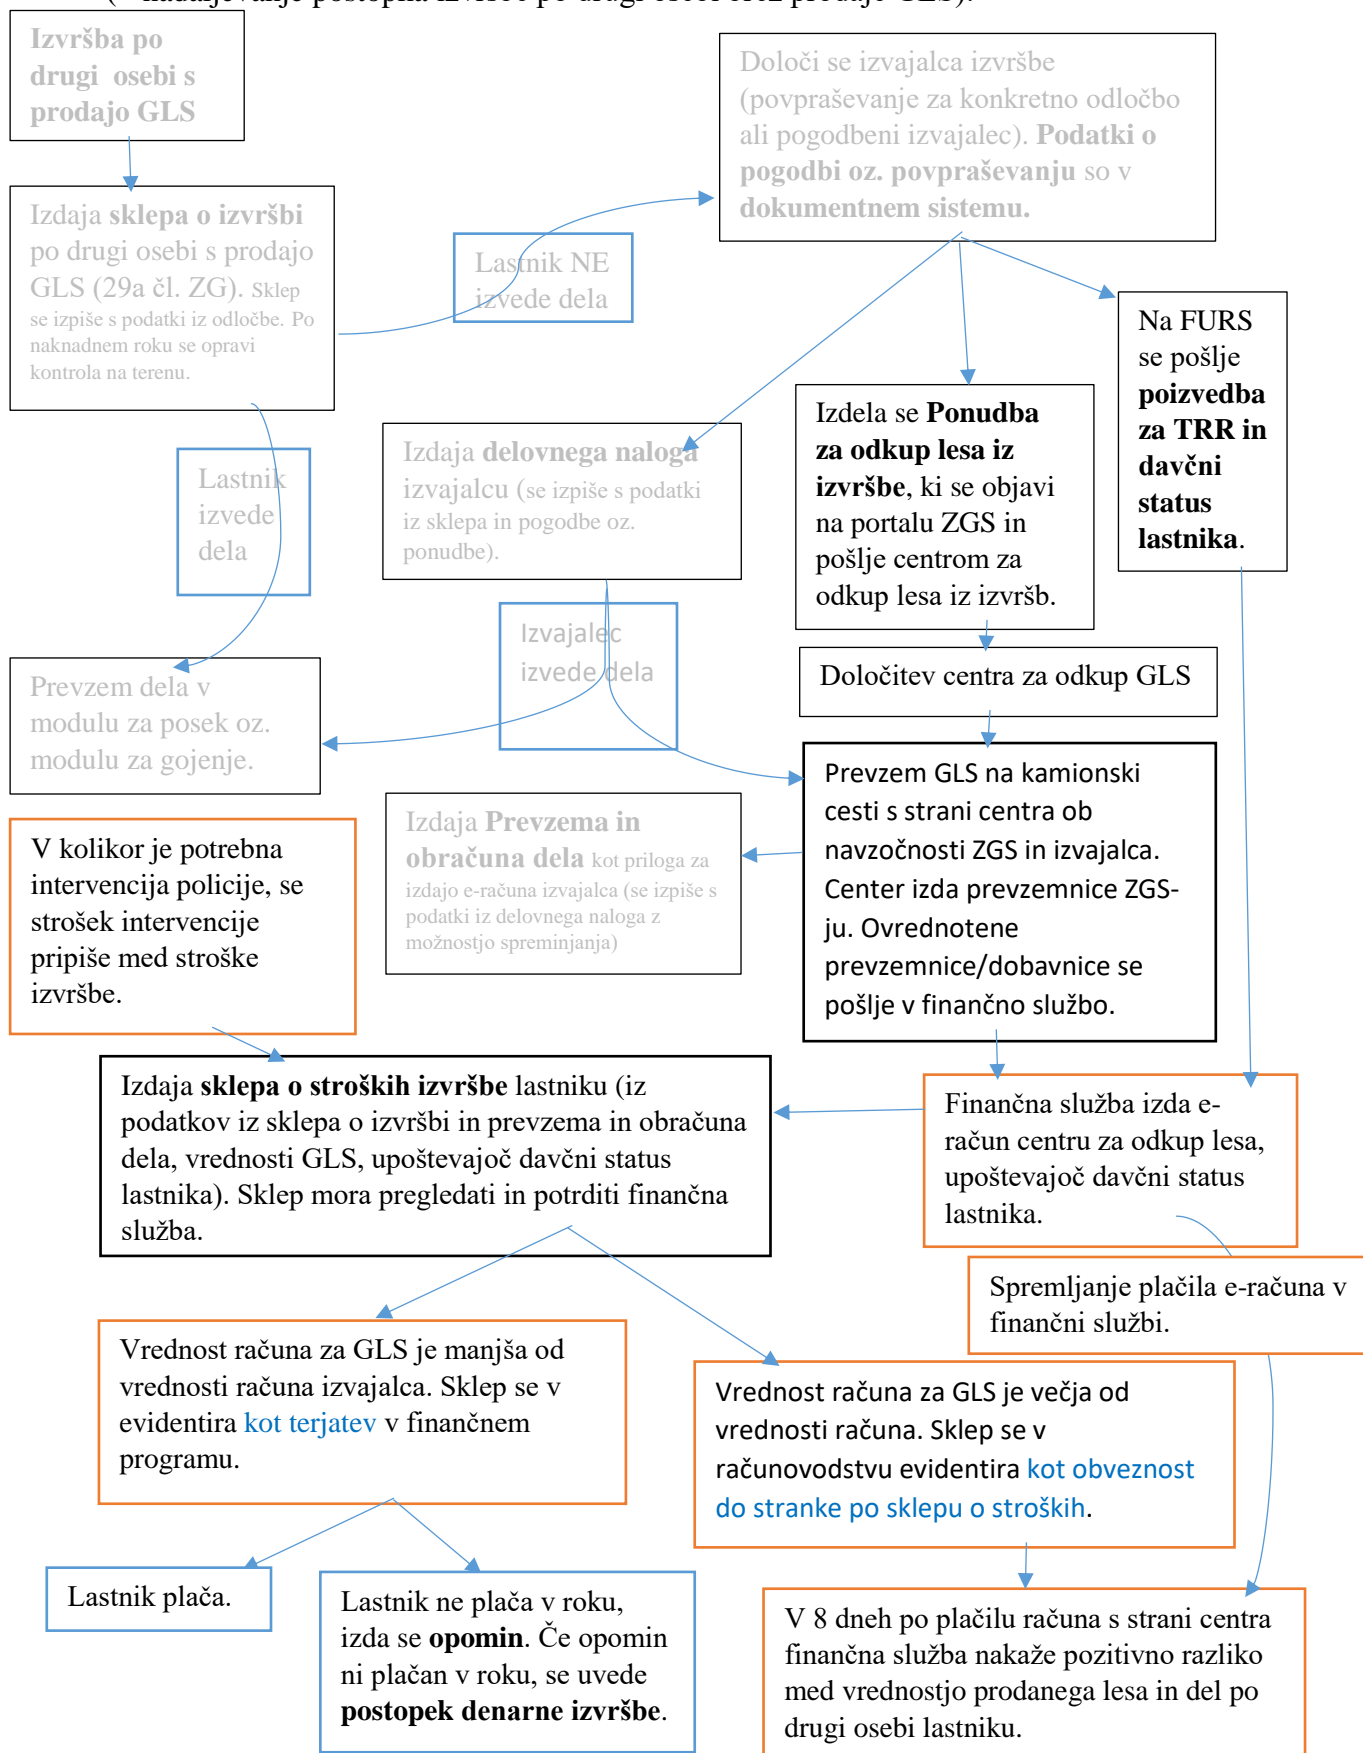 Izvršba po
drugi osebi s
prodajo GLS
Določi se izvajalca izvršbe
(povpraševanje za konkretno odločbo
ali pogodbeni izvajalec). Podatki o
pogodbi oz. povpraševanju so v
dokumentnem sistemu.
Izdaja sklepa o izvršbi
po drugi osebi s prodajo
GLS (29a čl. ZG). Sklep
se izpiše s podatki iz odločbe. Po
naknadnem roku se opravi
kontrola na terenu.
Lastnik NE
izvede dela
Na FURS
se pošlje
poizvedba
za TRR in
davčni
status
lastnika.
Izdela se Ponudba
za odkup lesa iz
izvršbe, ki se objavi
na portalu ZGS in
pošlje centrom za
odkup lesa iz izvršb.
Izdaja delovnega naloga
izvajalcu (se izpiše s podatki
iz sklepa in pogodbe oz.
ponudbe).
Lastnik
izvede
dela
Izvajalec
izvede dela
Določitev centra za odkup GLS
Prevzem dela v
modulu za posek oz.
modulu za gojenje.
Prevzem GLS na kamionski
cesti s strani centra ob
navzočnosti ZGS in izvajalca.
Center izda prevzemnice ZGS-
ju. Ovrednotene
prevzemnice/dobavnice se
pošlje v finančno službo.
Izdaja Prevzema in
obračuna dela kot priloga za
izdajo e-računa izvajalca (se izpiše s
podatki iz delovnega naloga z
možnostjo spreminjanja)
V kolikor je potrebna
intervencija policije, se
strošek intervencije
pripiše med stroške
izvršbe.
Izdaja sklepa o stroških izvršbe lastniku (iz
podatkov iz sklepa o izvršbi in prevzema in obračuna
dela, vrednosti GLS, upoštevajoč davčni status
lastnika). Sklep mora pregledati in potrditi finančna
služba.
Finančna služba izda e-
račun centru za odkup lesa,
upoštevajoč davčni status
lastnika.
Spremljanje plačila e-računa v
finančni službi.
Vrednost računa za GLS je manjša od
vrednosti računa izvajalca. Sklep se v
evidentira kot terjatev v finančnem
programu.
Vrednost računa za GLS je večja od
vrednosti računa. Sklep se v
računovodstvu evidentira kot obveznost
do stranke po sklepu o stroških.
Lastnik plača.
Lastnik ne plača v roku,
izda se opomin. Če opomin
ni plačan v roku, se uvede
postopek denarne izvršbe.
V 8 dneh po plačilu računa s strani centra
finančna služba nakaže pozitivno razliko
med vrednostjo prodanega lesa in del po
drugi osebi lastniku.